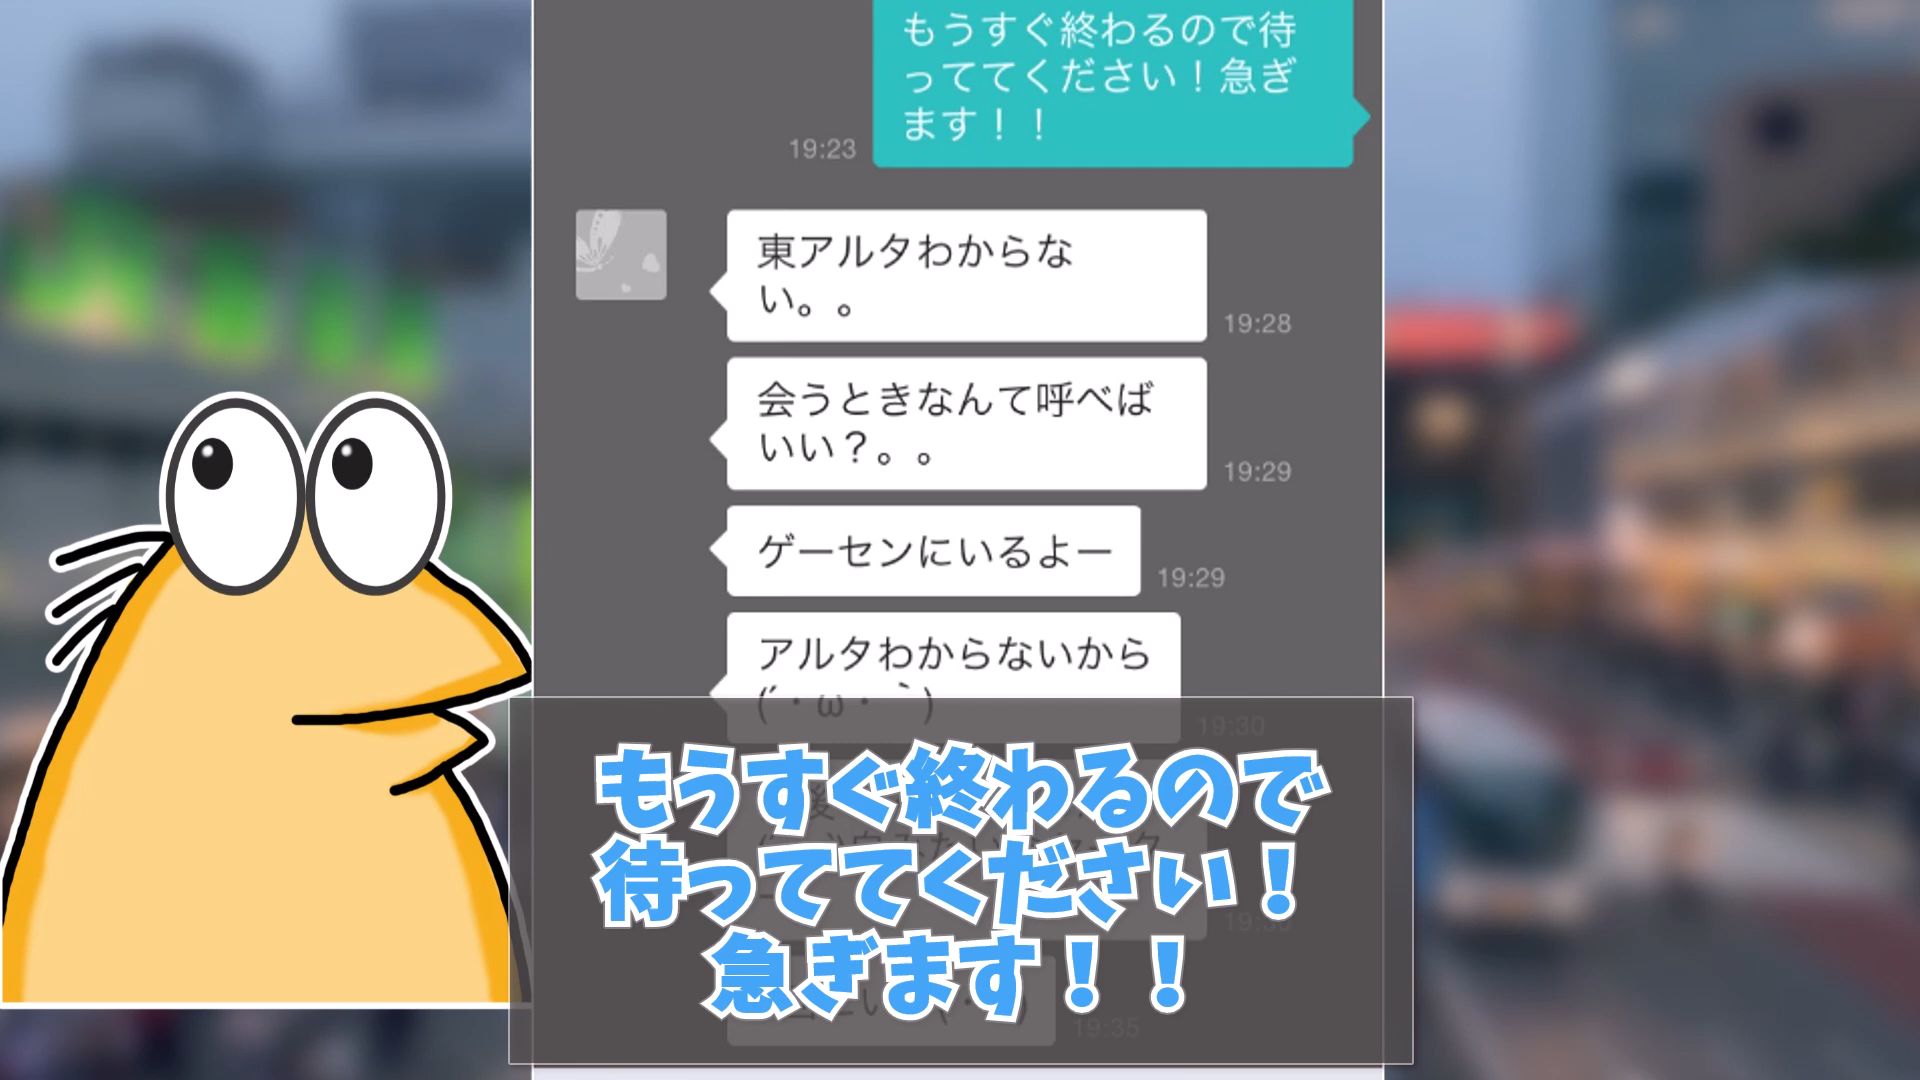 もうすぐ終わるので待
っててください！急ぎ
ます！！
19:23
東アルタわからな
い。。
19:28
会うときなんて呼べば
いい？。。
19:29
ゲーセンにいるよー
19:29
アルタわからないから
(´・ω・｀)
19:30
もうすぐ終わるので
待っててください！
急ぎます！！
19:35